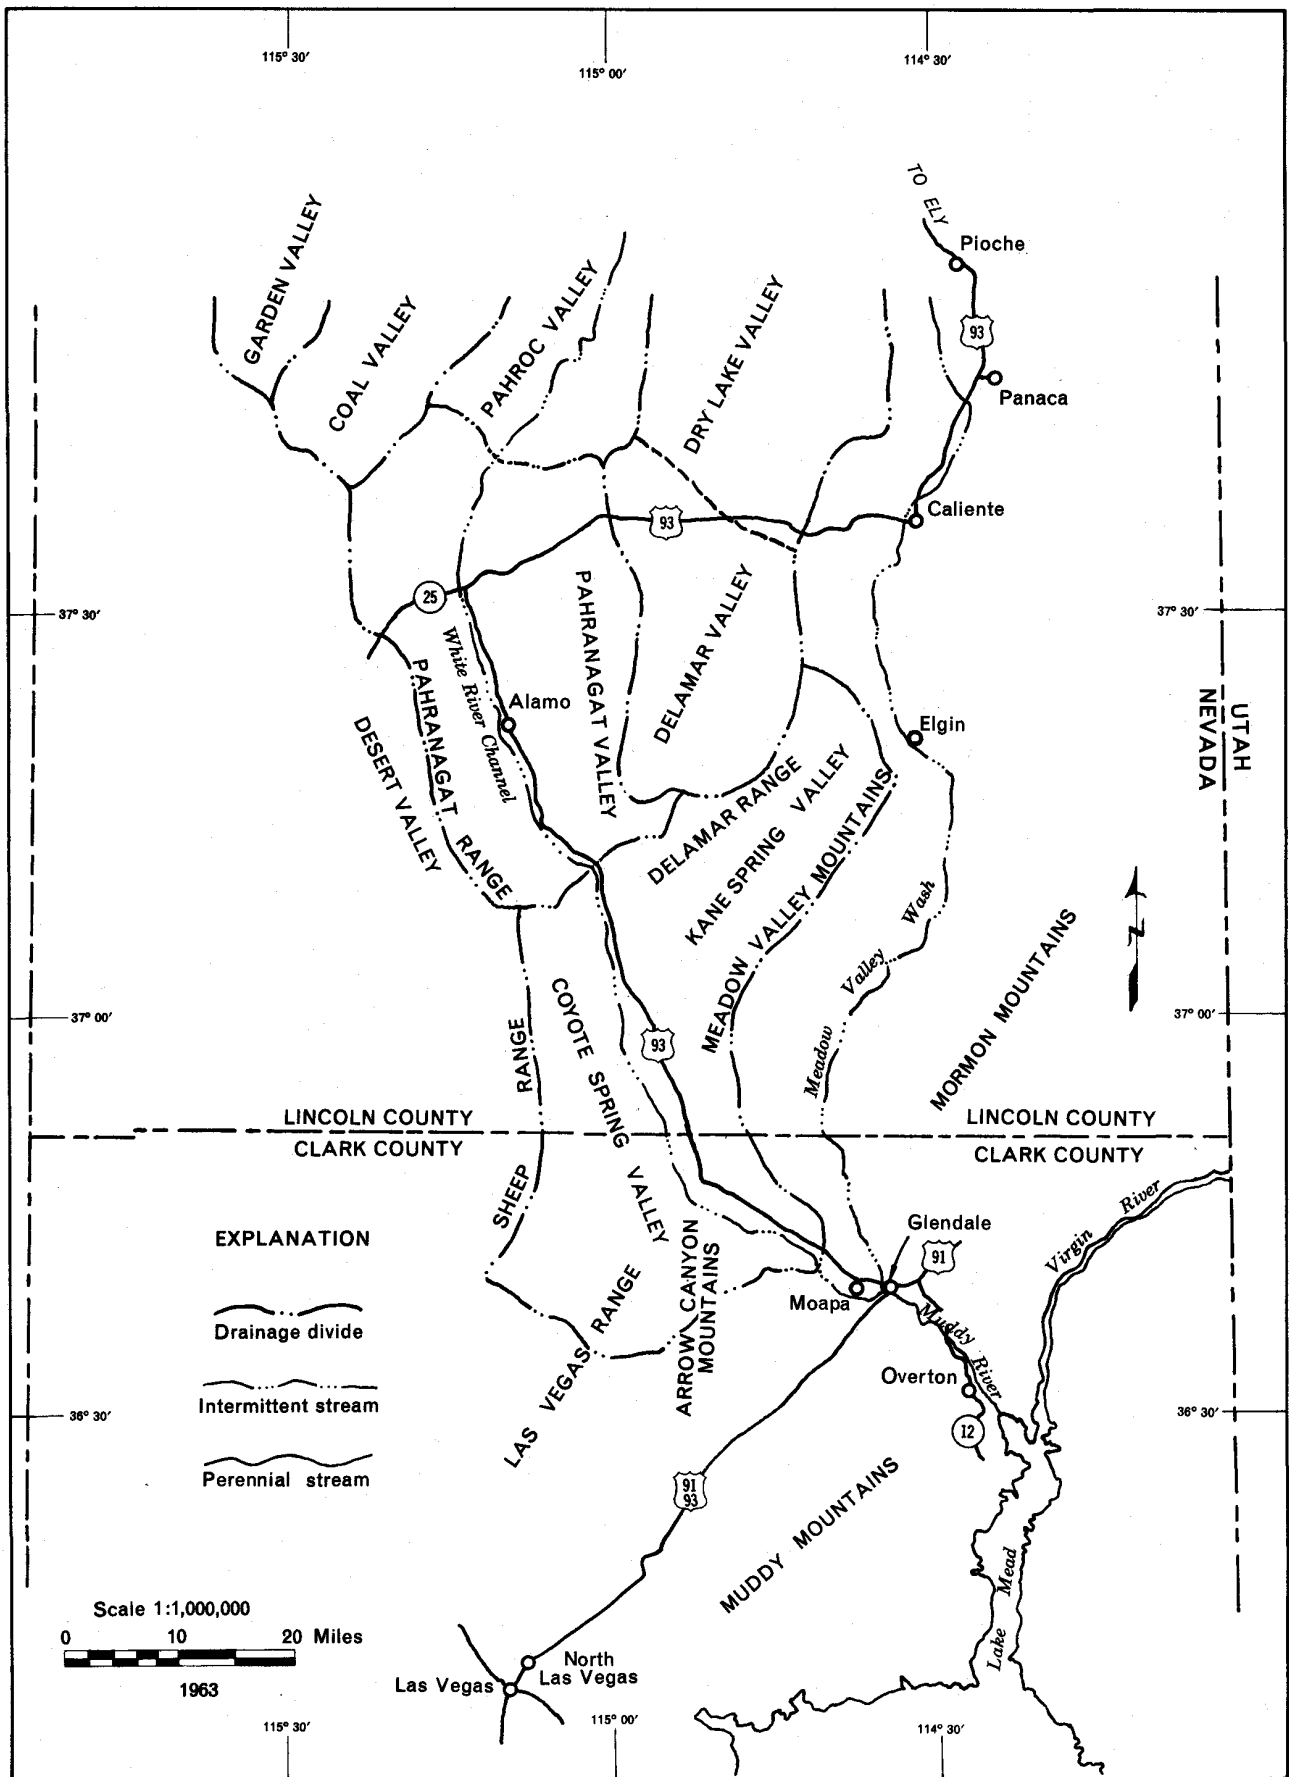 115° 30'
115° 00'
114° 30'
TO ELY
Pioche
GARDEN VALLEY
COAL VALLEY
PAHROC VALLEY
DRY LAKE VALLEY
93
Panaca
Caliente
93
25
37° 30'
37° 30'
White River Channel
PAHRANAGAT VALLEY
DELAMAR VALLEY
PAHRANAGAT RANGE
Alamo
DESERT VALLEY
Elgin
UTAH
NEVADA
DELAMAR RANGE
KANE SPRING VALLEY
MEADOW VALLEY MOUNTAINS
Meadow Valley Wash
MORMON MOUNTAINS
N
COYOTE SPRING VALLEY
37° 00'
37° 00'
93
SHEEP RANGE
LINCOLN COUNTY
LINCOLN COUNTY
CLARK COUNTY
CLARK COUNTY
Virgin River
Glendale
91
EXPLANATION
ARROW CANYON
MOUNTAINS
Moapa
Muddy River
Drainage divide
LAS VEGAS RANGE
Overton
Intermittent stream
36° 30'
36° 30'
12
Perennial stream
91
93
MUDDY MOUNTAINS
Lake Mead
Scale 1:1,000,000
0 10 20 Miles
1963
North
Las Vegas
Las Vegas
115° 30'
115° 00'
114° 30'